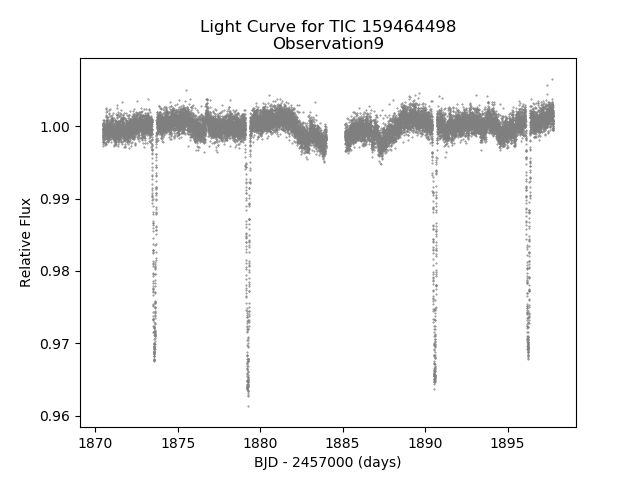 Light Curve for TIC 159464498
Observation9
1.00
0.99
0.98
0.97
0.96
Relative Flux
1870 1875 1880 1885 1890 1895
BJD - 2457000 (days)